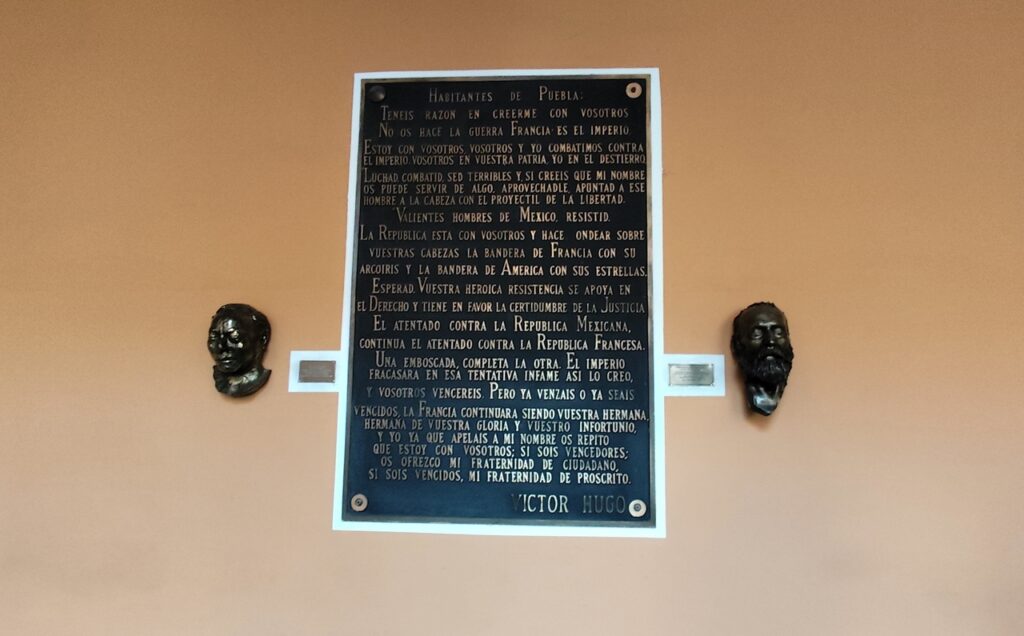 HABITANTES DE PUEBLA:
TENEIS RAZON EN CREERME CON VOSOTROS
NO OS HACE LA GUERRA FRANCIA ES EL IMPERIO.
ESTOY CON VOSOTROS, VOSOTROS Y YO COMBATIMOS CONTRA
EL IMPERIO. VOSOTROS EN VUESTRA PATRIA, YO EN EL DESTIERRO.
LUCHAD, COMBATID, SED TERRIBLES Y, SI CREEIS QUE MI NOMBRE
OS PUEDE SERVIR DE ALGO, APROVECHADLE, APUNTAD A ESE
HOMBRE A LA CABEZA CON EL PROYECTIL DE LA LIBERTAD.
VALIENTES HOMBRES DE MEXICO, RESISTID.
LA REPUBLICA ESTA CON VOSOTROS Y HACE ONDEAR SOBRE
VUESTRAS CABEZAS LA BANDERA DE FRANCIA CON SU
ARCOIRIS Y LA BANDERA DE AMERICA CON SUS ESTRELLAS.
ESPERAD. VUESTRA HEROICA RESISTENCIA SE APOYA EN
EL DERECHO Y TIENE EN FAVOR LA CERTIDUMBRE DE LA JUSTICIA
EL ATENTADO CONTRA LA REPUBLICA MEXICANA,
CONTINUA EL ATENTADO CONTRA LA REPUBLICA FRANCESA.
UNA EMBOSCADA, COMPLETA LA OTRA. EL IMPERIO
FRACASARA EN ESA TENTATIVA INFAME ASI LO CREO,
Y VOSOTROS VENCEREIS. PERO YA VENZAIS O YA SEAIS
VENCIDOS, LA FRANCIA CONTINUARA SIENDO VUESTRA HERMANA,
HERMANA DE VUESTRA GLORIA Y VUESTRO INFORTUNIO,
Y YO YA QUE APELAIS A MI NOMBRE OS REPITO
QUE ESTOY CON VOSOTROS; SI SOIS VENCEDORES;
OS OFREZCO MI FRATERNIDAD DE CIUDADANO,
SI SOIS VENCIDOS, MI FRATERNIDAD DE PROSCRITO.
VICTOR HUGO